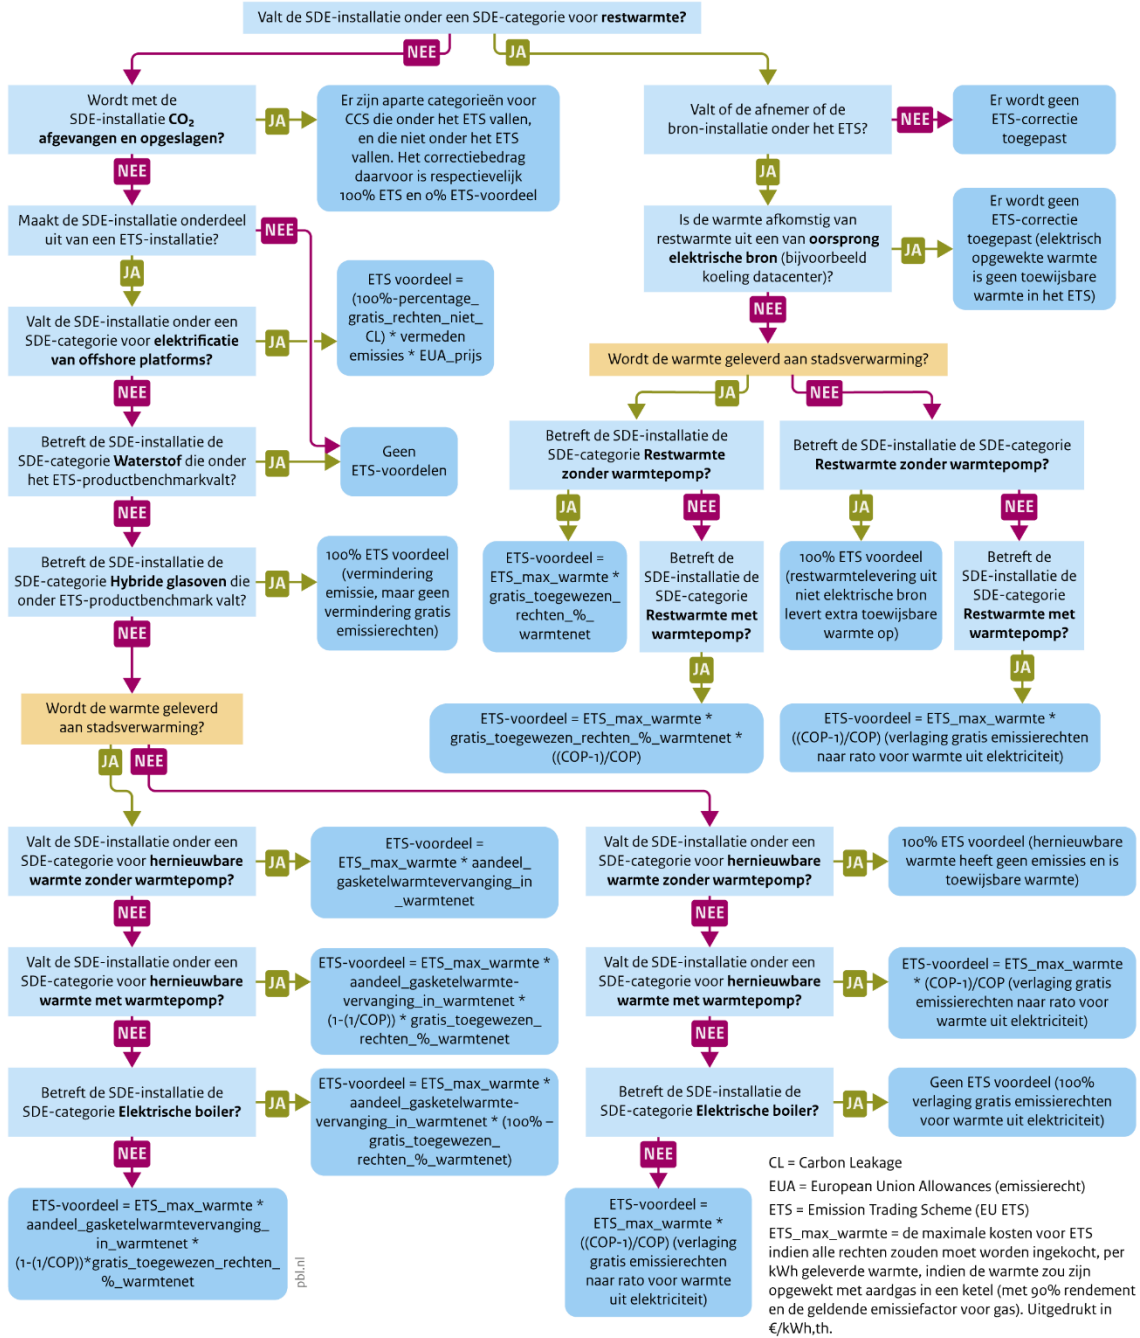 Valt de SDE-installatie onder een SDE-categorie voor restwarmte?
NEE
JA
Wordt met de
SDE-installatie CO₂
afgevangen en opgeslagen?
JA
Er zijn aparte categorieën voor
CCS die onder het ETS vallen,
en die niet onder het ETS
vallen. Het correctiebedrag
daarvoor is respectievelijk
100% ETS en 0% ETS-voordeel
NEE
Maakt de SDE-installatie onderdeel
uit van een ETS-installatie?
NEE
JA
Valt de SDE-installatie onder een
SDE-categorie voor elektrificatie
van offshore platforms?
JA
ETS voordeel =
(100%-percentage_
gratis_rechten_niet_
CL) * vermeden
emissies * EUA_prijs
NEE
Betreft de SDE-installatie de
SDE-categorie Waterstof die onder
het ETS-productbenchmarkvalt?
JA
Geen
ETS-voordelen
NEE
Betreft de SDE-installatie de
SDE-categorie Hybride glasoven die
onder ETS-productbenchmark valt?
JA
100% ETS voordeel
(vermindering
emissie, maar geen
vermindering gratis
emissierechten)
NEE
Wordt de warmte geleverd
aan stadsverwarming?
JA
NEE
Valt of de afnemer of de
bron-installatie onder het ETS?
NEE
Er wordt geen
ETS-correctie
toegepast
JA
Is de warmte afkomstig van
restwarmte uit een van oorsprong
elektrische bron (bijvoorbeeld
koeling datacenter)?
JA
Er wordt geen
ETS-correctie
toegepast (elektrisch
opgewekte warmte
is geen toewijsbare
warmte in het ETS)
NEE
Wordt de warmte geleverd aan stadsverwarming?
JA
NEE
Betreft de SDE-installatie de
SDE-categorie Restwarmte
zonder warmtepomp?
JA
NEE
ETS-voordeel =
ETS_max_warmte *
gratis_toegewezen_
rechten_%_
warmtenet
Betreft de
SDE-installatie de
SDE-categorie
Restwarmte met
warmtepomp?
JA
ETS-voordeel = ETS_max_warmte *
gratis_toegewezen_rechten_%_warmtenet *
((COP-1)/COP)
Betreft de SDE-installatie de SDE-categorie
Restwarmte zonder warmtepomp?
JA
NEE
100% ETS voordeel
(restwarmtelevering uit
niet elektrische bron
levert extra toewijsbare
warmte op)
Betreft de
SDE-installatie de
SDE-categorie
Restwarmte met
warmtepomp?
JA
ETS-voordeel = ETS_max_warmte *
((COP-1)/COP) (verlaging gratis emissierechten
naar rato voor warmte uit elektriciteit)
Valt de SDE-installatie onder een
SDE-categorie voor hernieuwbare
warmte zonder warmtepomp?
JA
ETS-voordeel =
ETS_max_warmte * aandeel_
gasketelwarmtevervanging_in
_warmtenet
NEE
Valt de SDE-installatie onder een
SDE-categorie voor hernieuwbare
warmte met warmtepomp?
JA
ETS-voordeel = ETS_max_warmte *
aandeel_gasketelwarmte-
vervanging_in_warmtenet *
(1-(1/COP)) * gratis_toegewezen_
rechten_%_warmtenet
NEE
Betreft de SDE-installatie de
SDE-categorie Elektrische boiler?
JA
ETS-voordeel = ETS_max_warmte *
aandeel_gasketelwarmte-
vervanging_in_warmtenet * (100% –
gratis_toegewezen_
rechten_%_warmtenet)
NEE
ETS-voordeel = ETS_max_warmte *
aandeel_gasketelwarmtevervanging_
in_warmtenet *
(1-(1/COP))*gratis_toegewezen_rechten_
%_warmtenet
pbl.nl
Valt de SDE-installatie onder een
SDE-categorie voor hernieuwbare
warmte zonder warmtepomp?
JA
100% ETS voordeel (hernieuwbare
warmte heeft geen emissies en is
toewijsbare warmte)
NEE
Valt de SDE-installatie onder een
SDE-categorie voor hernieuwbare
warmte met warmtepomp?
JA
ETS-voordeel = ETS_max_warmte
* (COP-1)/COP (verlaging gratis
emissierechten naar rato voor
warmte uit elektriciteit)
NEE
Betreft de SDE-installatie de
SDE-categorie Elektrische boiler?
JA
Geen ETS voordeel (100%
verlaging gratis emissierechten
voor warmte uit elektriciteit)
NEE
ETS-voordeel =
ETS_max_warmte *
((COP-1)/COP) (verlaging
gratis emissierechten
naar rato voor warmte
uit elektriciteit)
CL = Carbon Leakage
EUA = European Union Allowances (emissierecht)
ETS = Emission Trading Scheme (EU ETS)
ETS_max_warmte = de maximale kosten voor ETS
indien alle rechten zouden moet worden ingekocht, per
kWh geleverde warmte, indien de warmte zou zijn
opgewekt met aardgas in een ketel (met 90% rendement
en de geldende emissiefactor voor gas). Uitgedrukt in
€/kWh,th.